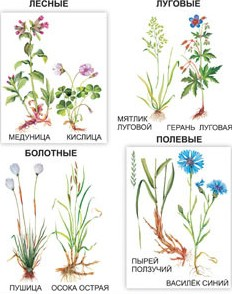 ЛЕСНЫЕ
ЛУГОВЫЕ
МЕДУНИЦА
КИСЛИЦА
МЯТЛИК
ЛУГОВОЙ
ГЕРАНЬ ЛУГОВАЯ
БОЛОТНЫЕ
ПОЛЕВЫЕ
ПУШИЦА
ОСОКА ОСТРАЯ
ПЫРЕЙ
ПОЛЗУЧИЙ
ВАСИЛЁК СИНИЙ